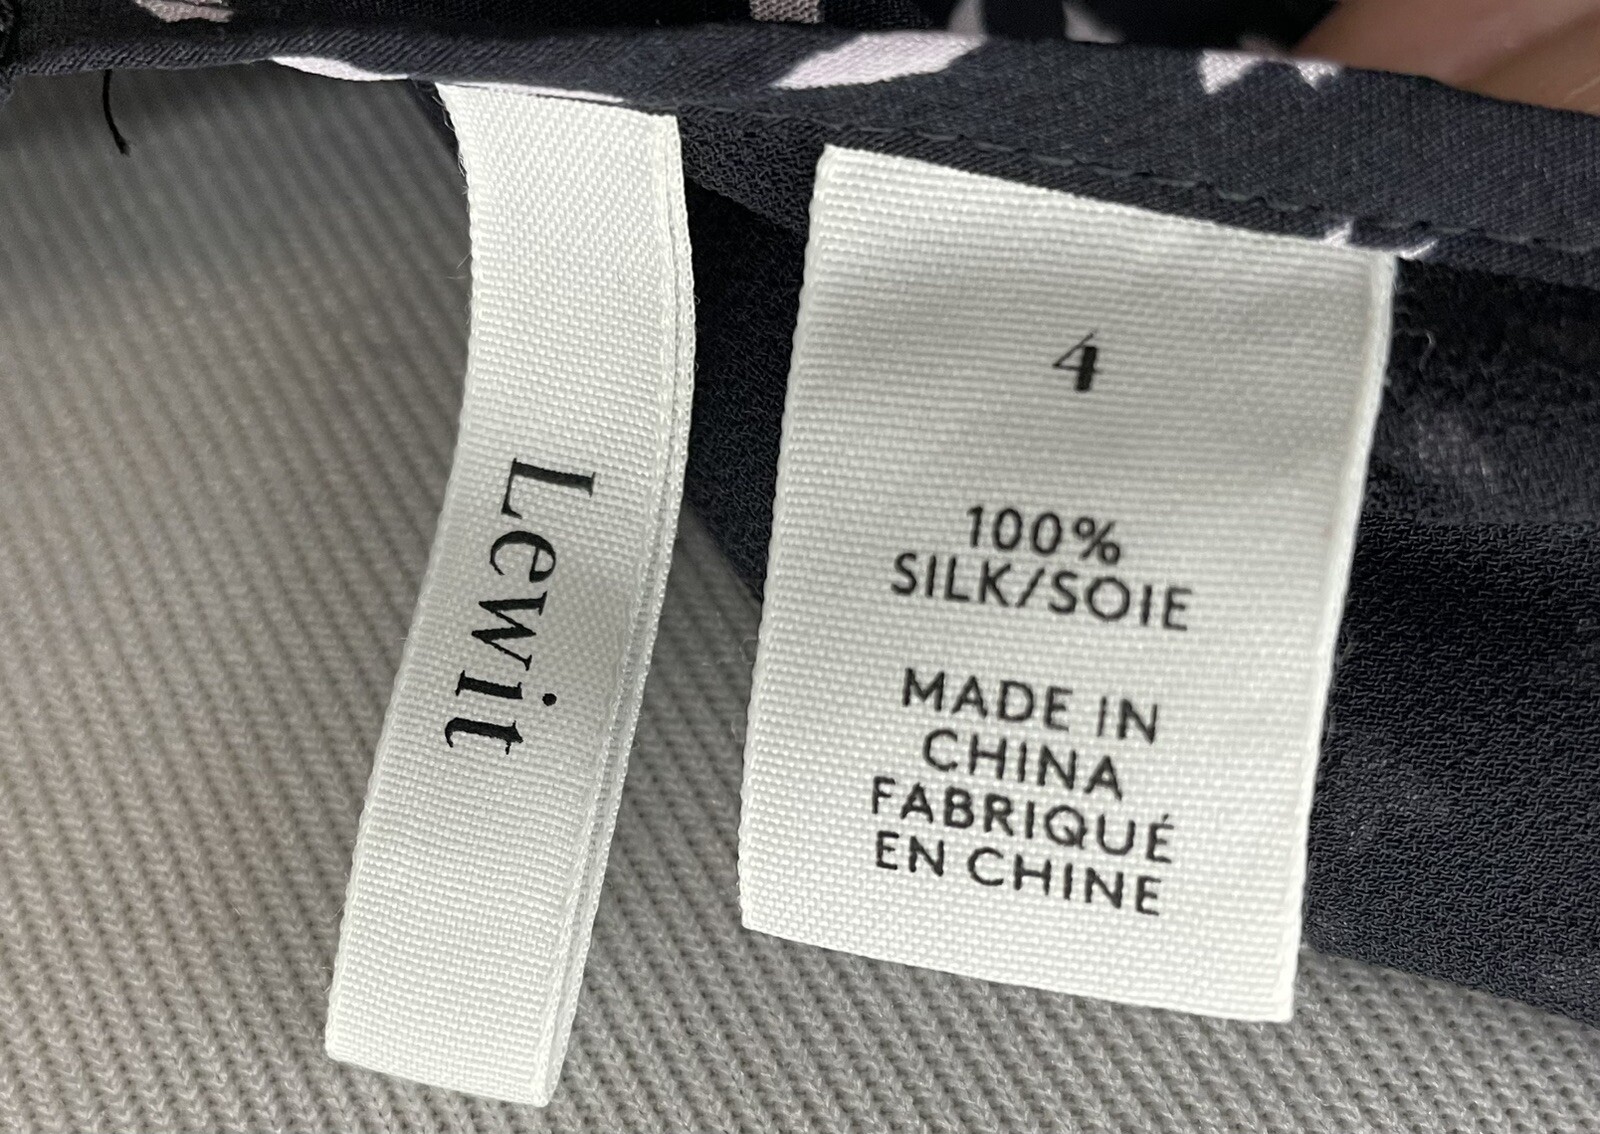 Lewit
4
100%
SILK/SOIE
MADE IN
CHINA
FABRIQUÉ
EN CHINE